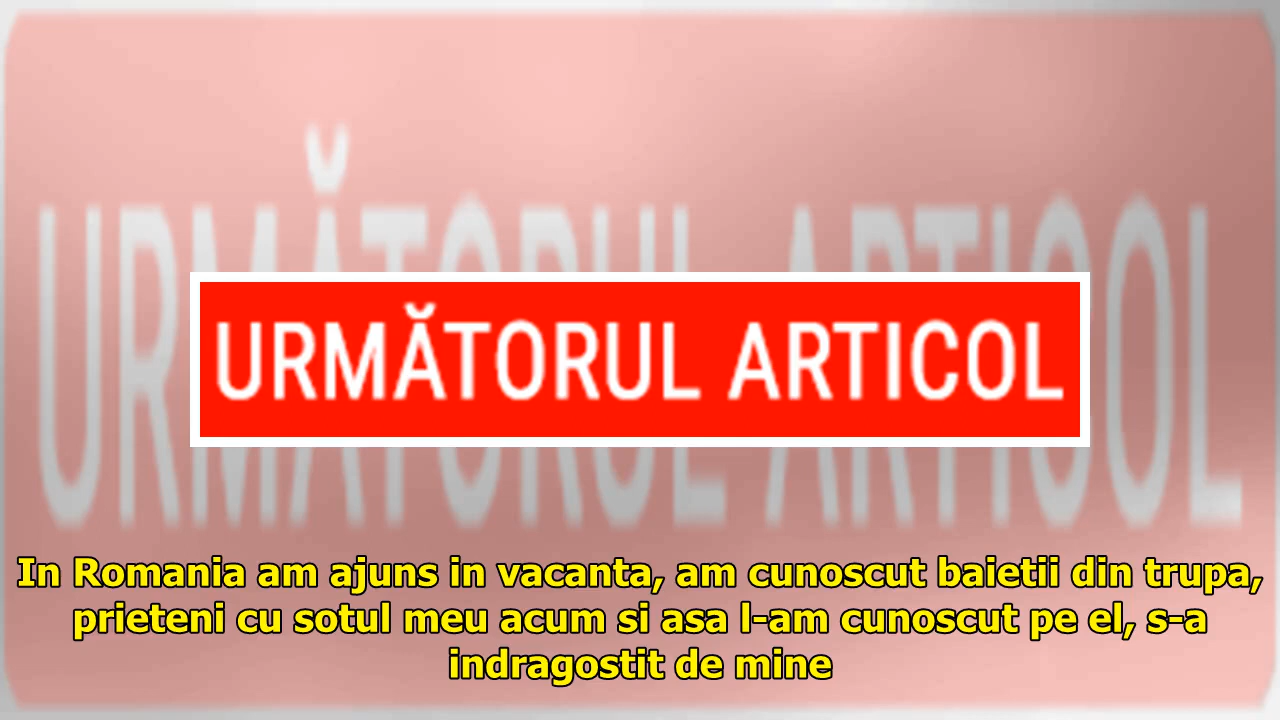 URMĂTORUL ARTICOL
URMĂTORUL ARTICOL
In Romania am ajuns in vacanta, am cunoscut baietii din trupa,
prieteni cu sotul meu acum si asa l-am cunoscut pe el, s-a
indragostit de mine